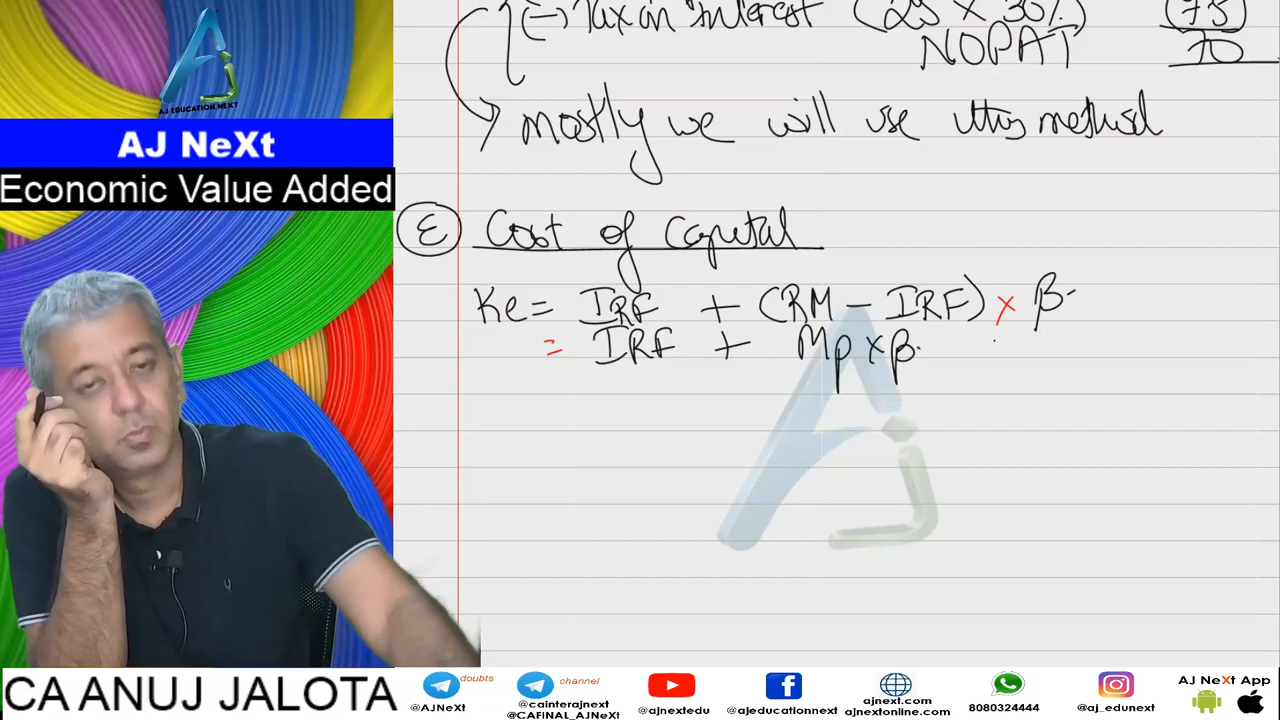 AJ EDUCATION NEXT
AJ NeXt
Economic Value Added
(-) Tax on Interest (25 X 30%) (7.5)
NOPAT 70
mostly we will use this method
E Cost of Capital
Ke = IRF + (RM - IRF) x β
= IRF + Mp x β
CA ANUJ JALOTA
doubts
@AJNeXt
channel
@cainterajnext
@CAFINAL_AJNeXt
@ajnextedu
@ajeducationnext
ajnext.com
ajnextonline.com
8080324444
@aj_edunext
AJ NeXt App